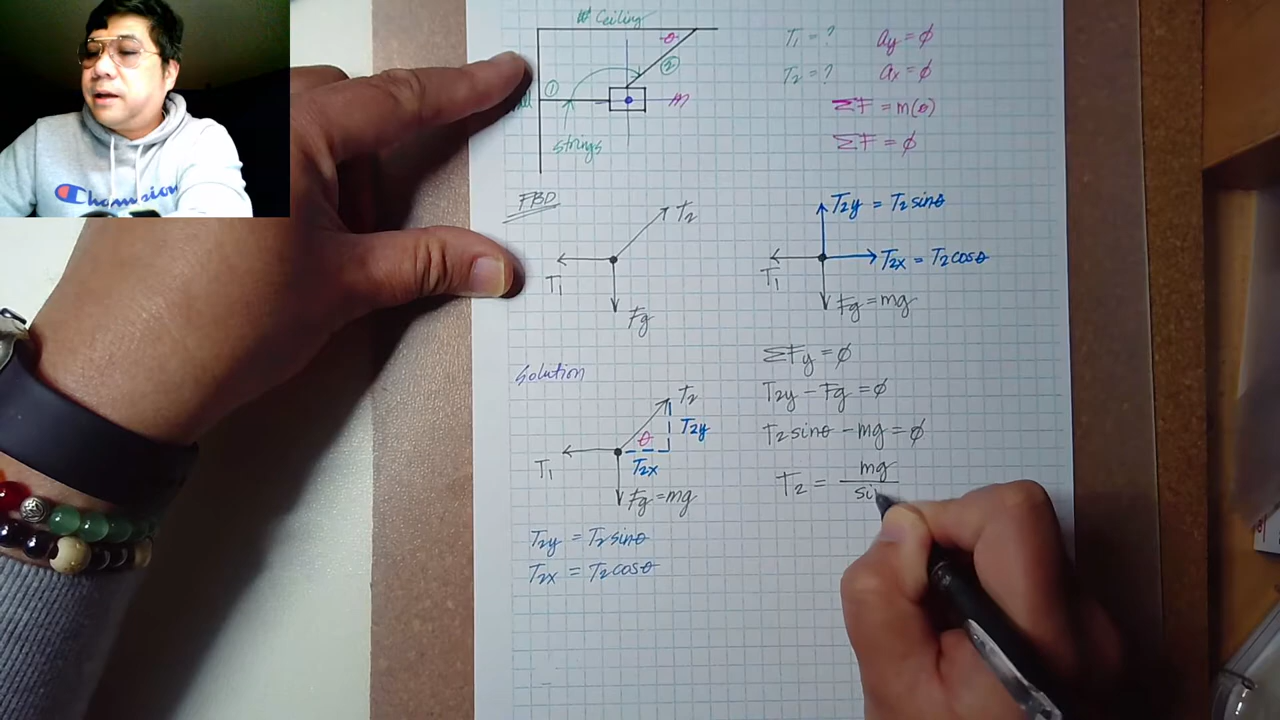 Ceiling
θ
②
①
m
strings
T₁ = ?
ay = ∅
T₂ = ?
ax = ∅
ΣF = m(0)
ΣF = ∅
FBD
T₂
T₁
Fg
T₂y = T₂ sinθ
T₂x = T₂ cosθ
T₁
Fg = mg
Solution
T₂
θ
T₂y
T₂x
T₁
Fg = mg
T₂y = T₂ sinθ
T₂x = T₂ cosθ
ΣFy = ∅
T₂y − Fg = ∅
T₂ sinθ − mg = ∅
T₂ = mg
si
Champion